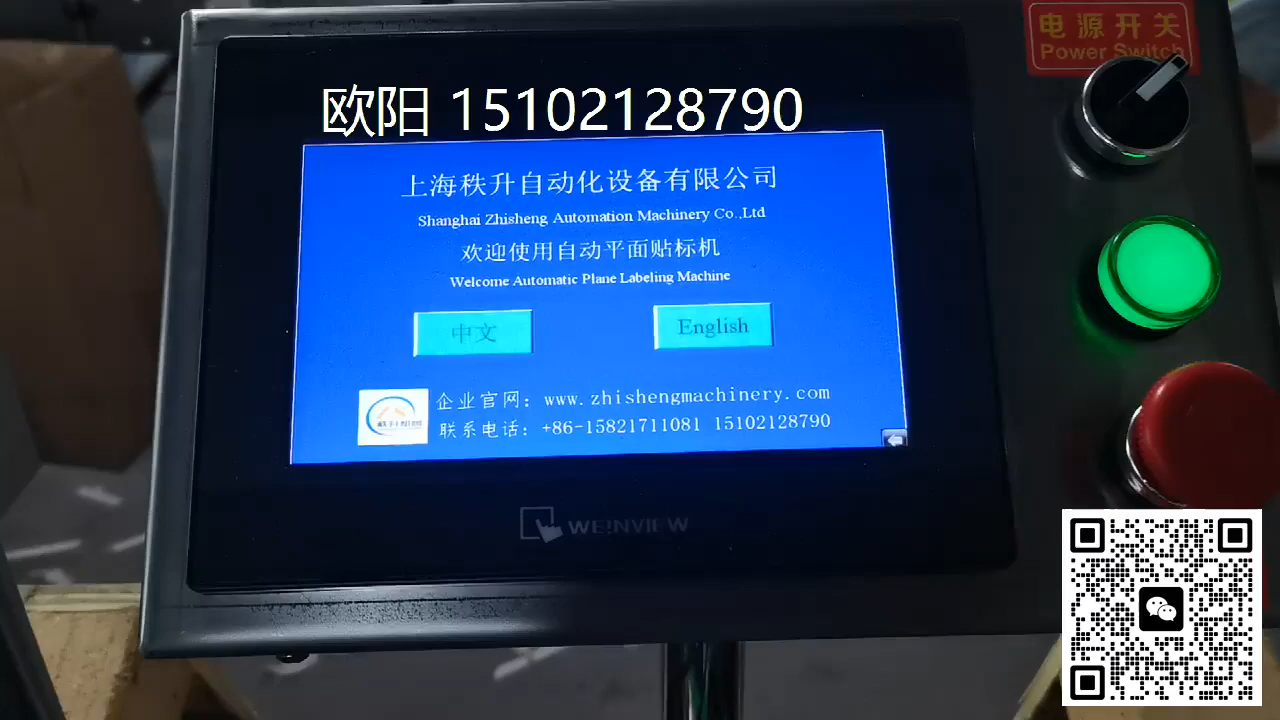 电源开关
Power Switch
欧阳 15102128790
上海秩升自动化设备有限公司
Shanghai Zhisheng Automation Machinery Co.,Ltd
欢迎使用自动平面贴标机
Welcome Automatic Plane Labeling Machine
中文
English
企业官网：www.zhishengmachinery.com
联系电话：+86-15821711081 15102128790
WEINVIEW